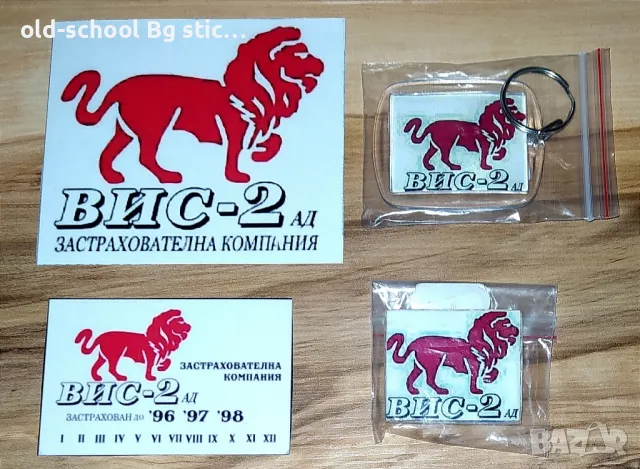 old-school Bg stic...
ВИС-2 АД
ЗАСТРАХОВАТЕЛНА КОМПАНИЯ
ВИС-2 АД
ЗАСТРАХОВАТЕЛНА
КОМПАНИЯ
ВИС-2 АД
ЗАСТРАХОВАН ДО '96 '97 '98
I II III IV V VI VII VIII IX X XI XII
ВИС-2 АД
BAZAR